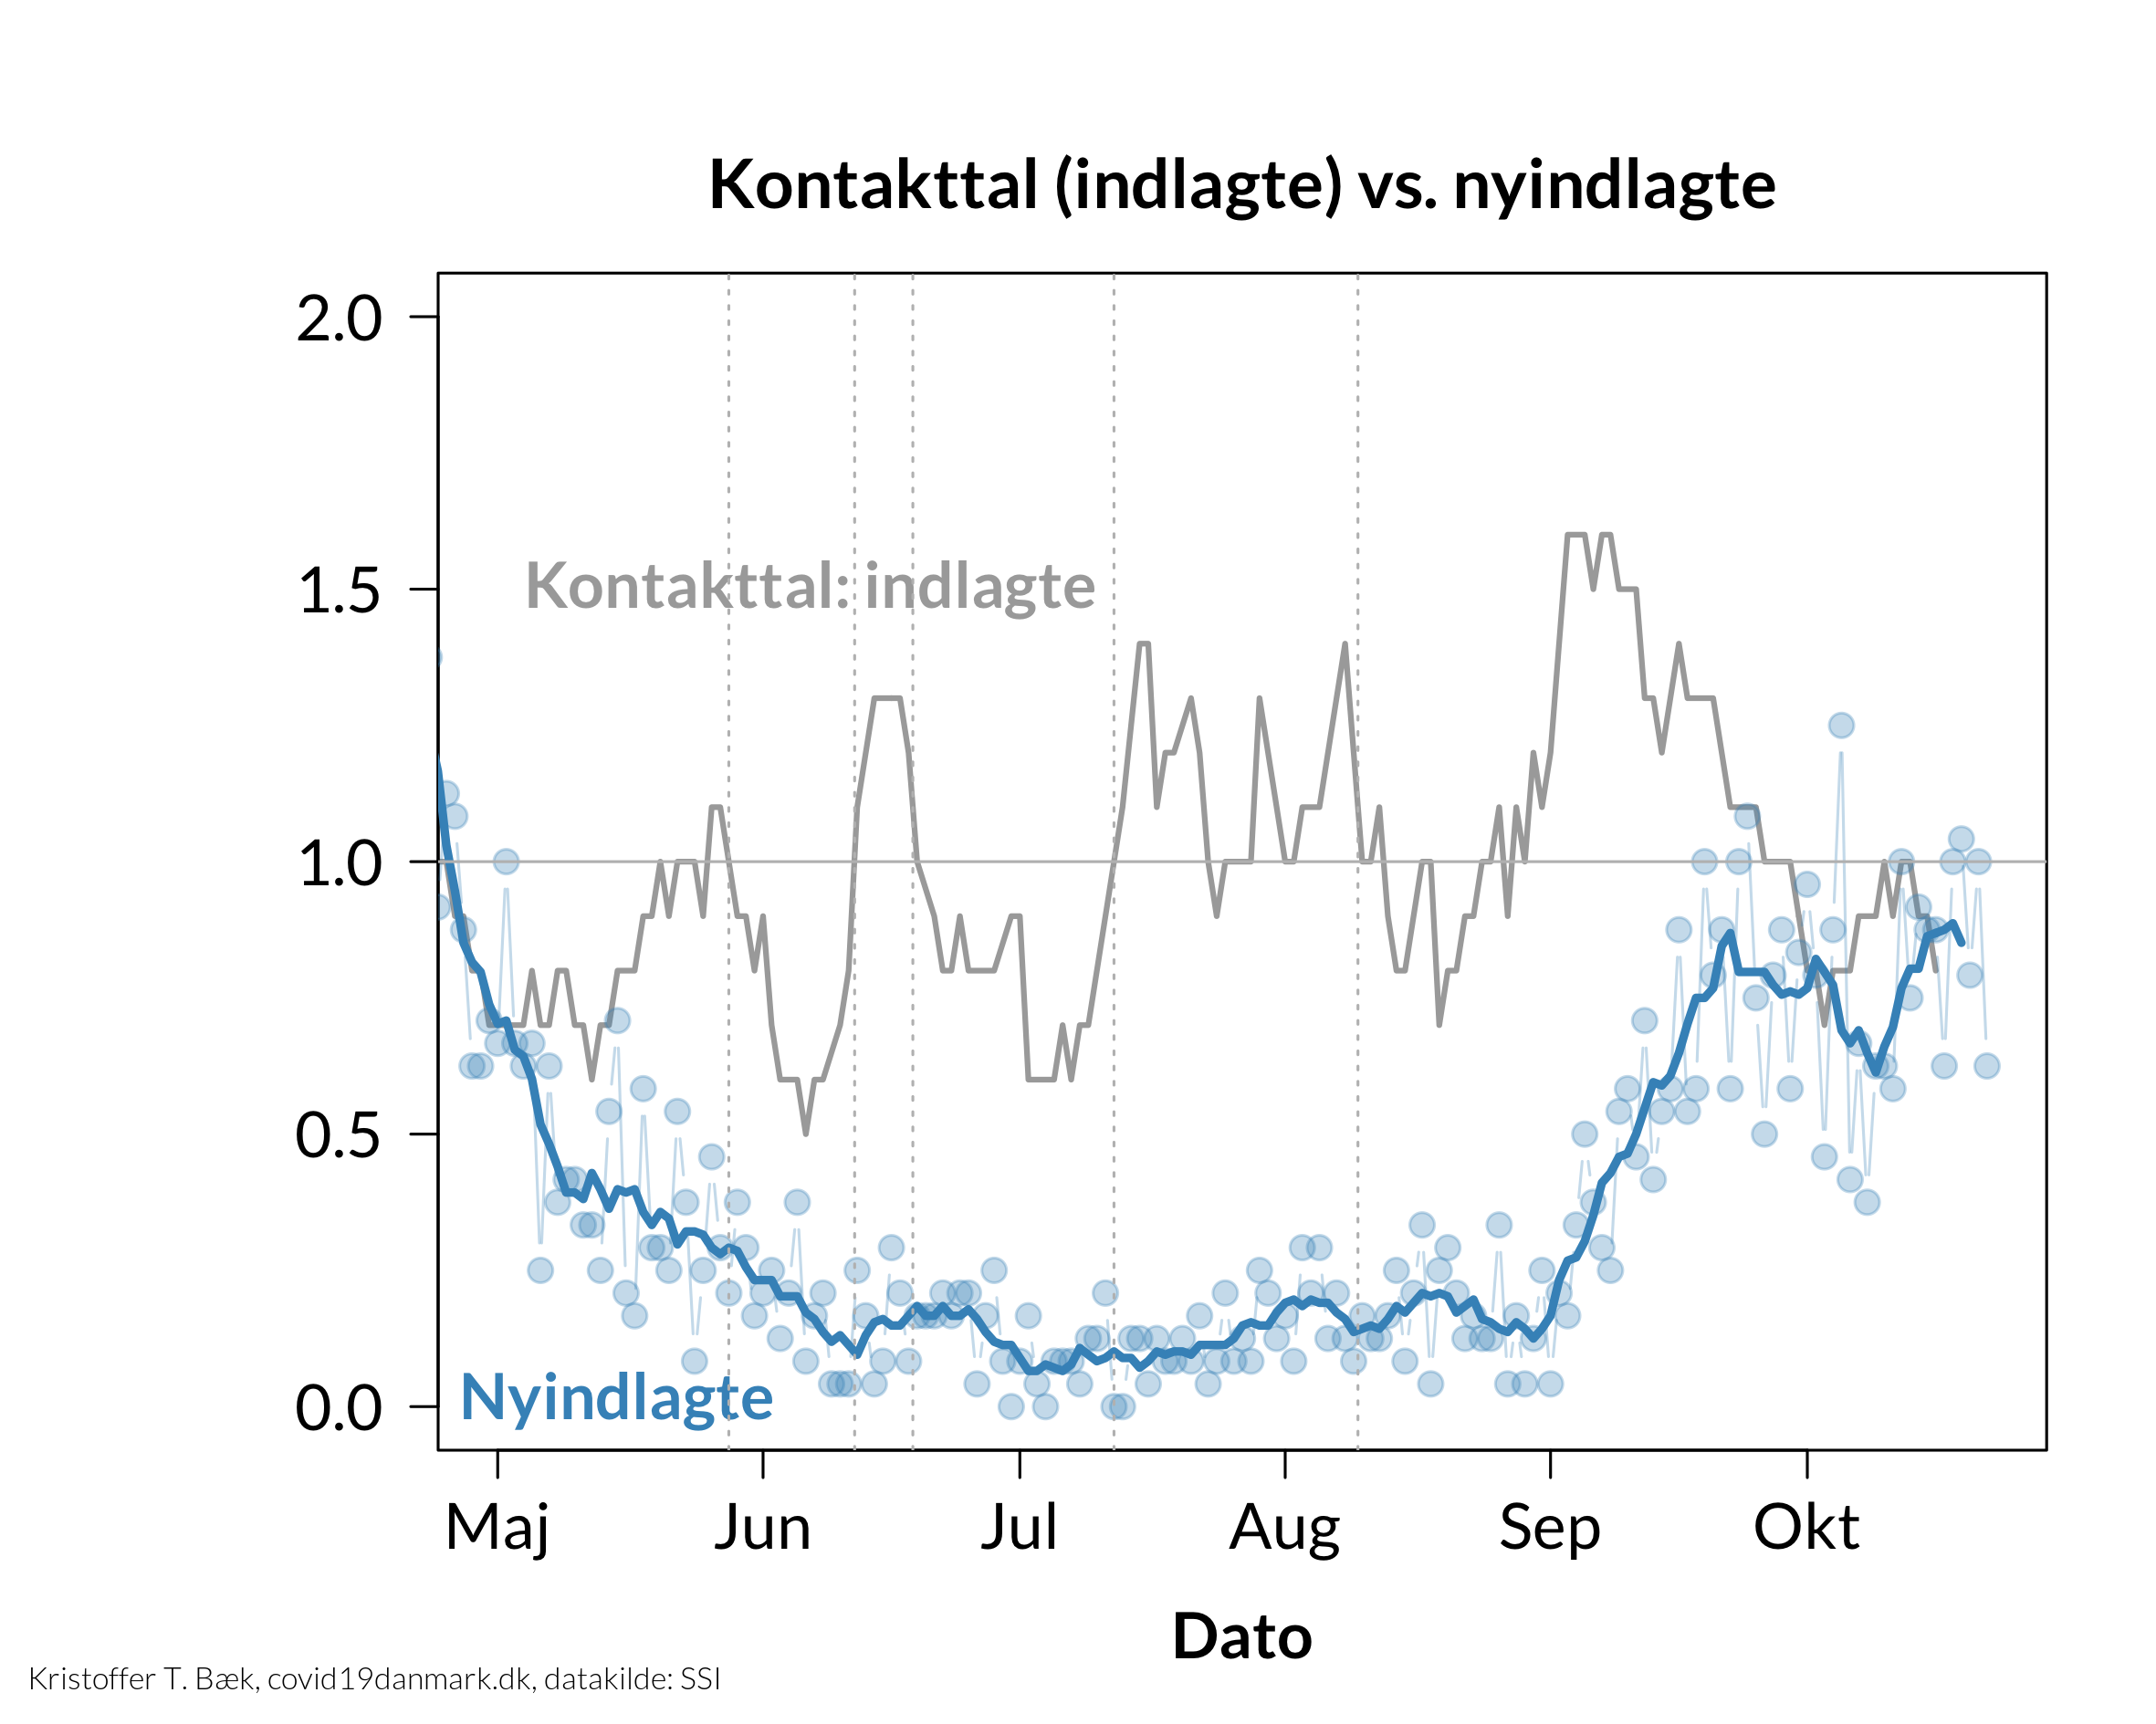 Kontakttal (indlagte) vs. nyindlagte
2.0
1.5
1.0
0.5
0.0
Kontakttal: indlagte
Nyindlagte
Maj Jun Jul Aug Sep Okt
Dato
Kristoffer T. Bæk, covid19danmark.dk, datakilde: SSI